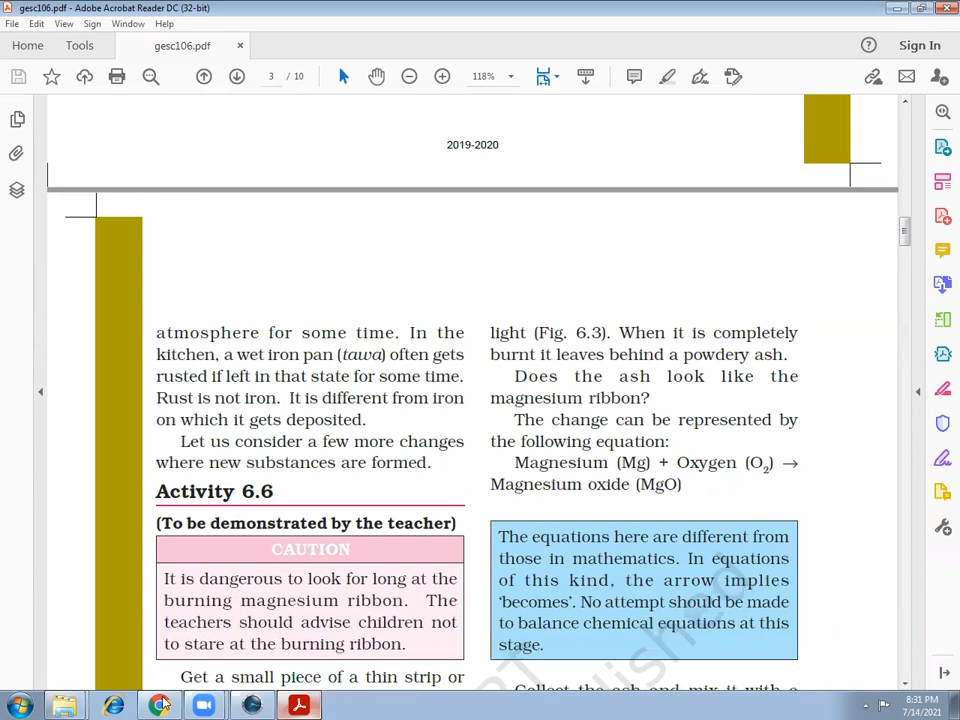 gesc106.pdf - Adobe Acrobat Reader DC (32-bit)
File Edit View Sign Window Help
Home Tools gesc106.pdf × Sign In
3 / 10 118%
2019-2020
atmosphere for some time. In the
kitchen, a wet iron pan (tawa) often gets
rusted if left in that state for some time.
Rust is not iron. It is different from iron
on which it gets deposited.
Let us consider a few more changes
where new substances are formed.
Activity 6.6
(To be demonstrated by the teacher)
CAUTION
It is dangerous to look for long at the
burning magnesium ribbon. The
teachers should advise children not
to stare at the burning ribbon.
Get a small piece of a thin strip or
light (Fig. 6.3). When it is completely
burnt it leaves behind a powdery ash.
Does the ash look like the
magnesium ribbon?
The change can be represented by
the following equation:
Magnesium (Mg) + Oxygen (O₂) →
Magnesium oxide (MgO)
The equations here are different from
those in mathematics. In equations
of this kind, the arrow implies
‘becomes’. No attempt should be made
to balance chemical equations at this
stage.
Collect the ash and mix it with a
8:31 PM
7/14/2021